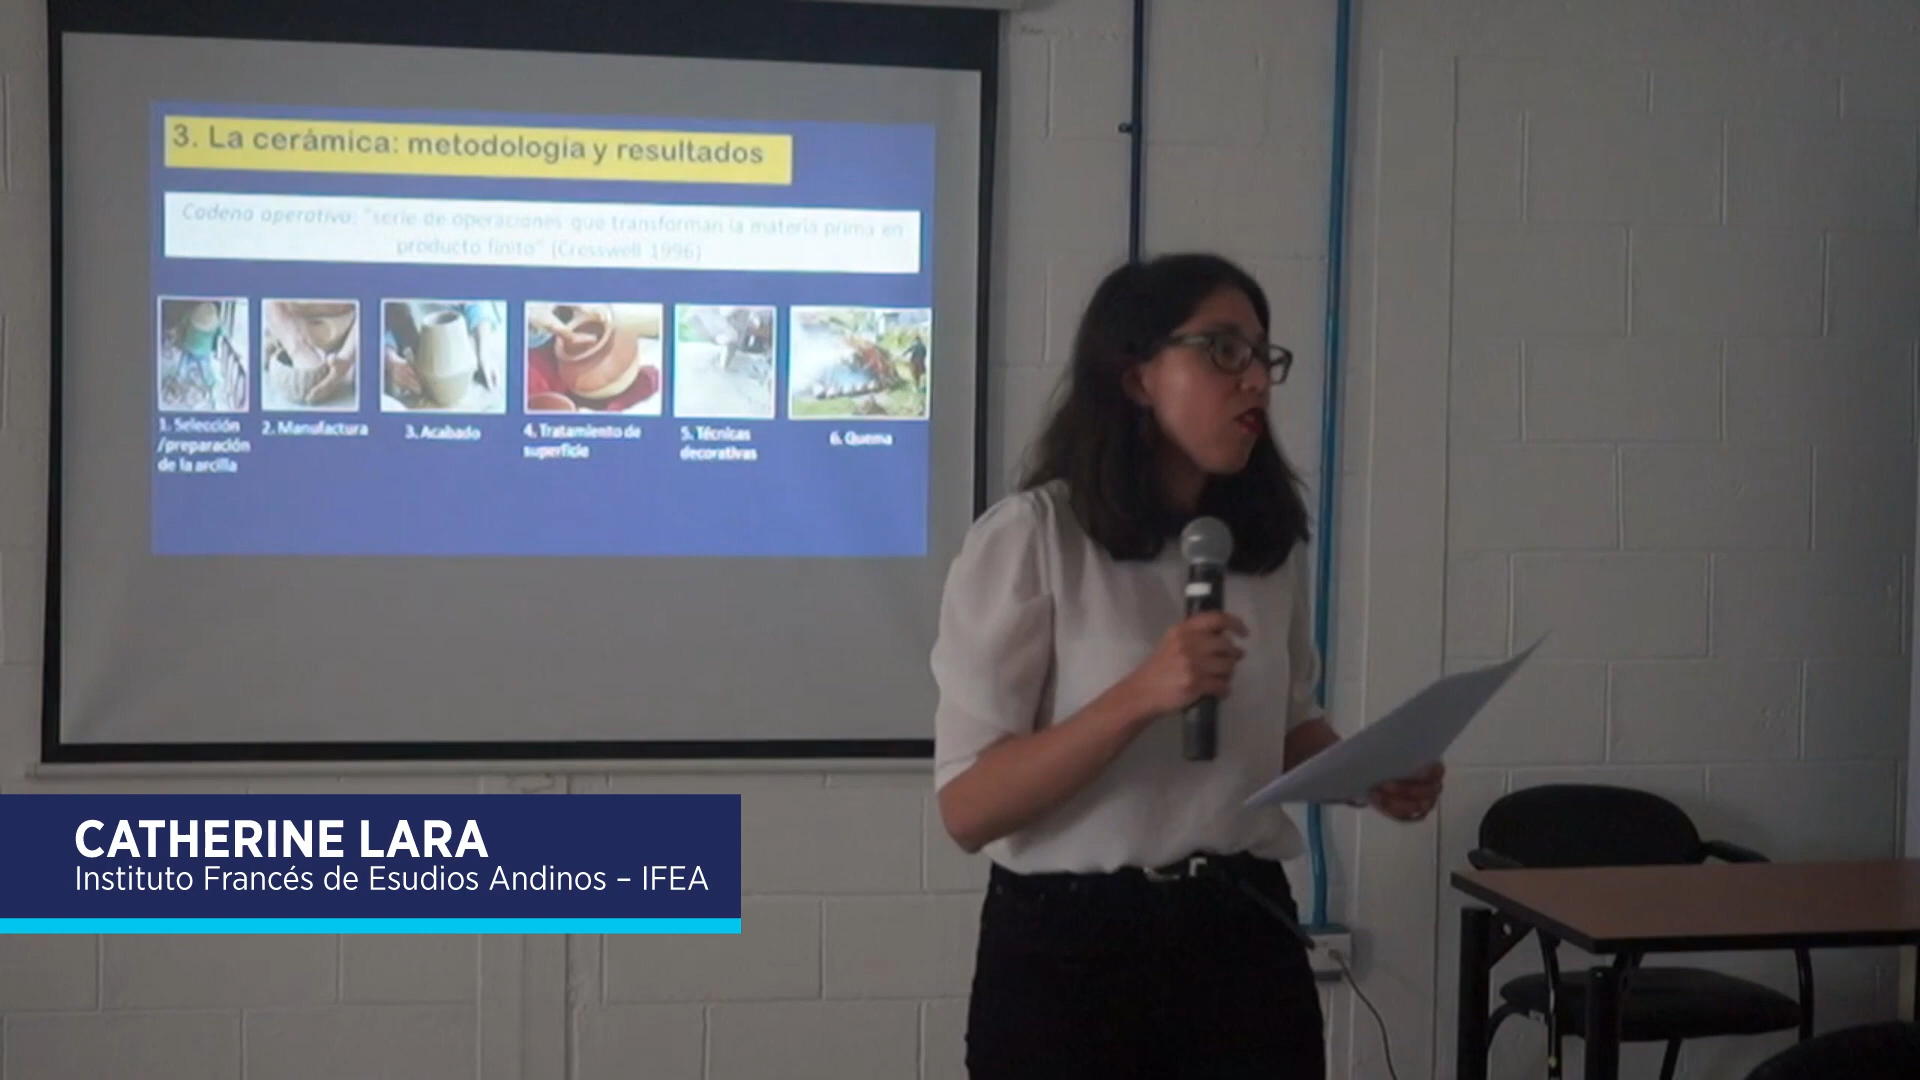 3. La cerámica: metodología y resultados
Cadena operativa: "serie de operaciones que transforman la materia prima en
producto finito" (Cresswell 1996)
1. Selección
/preparación
de la arcilla
2. Manufactura
3. Acabado
4. Tratamiento de
superficie
5. Técnicas
decorativas
6. Quema
CATHERINE LARA
Instituto Francés de Esudios Andinos – IFEA